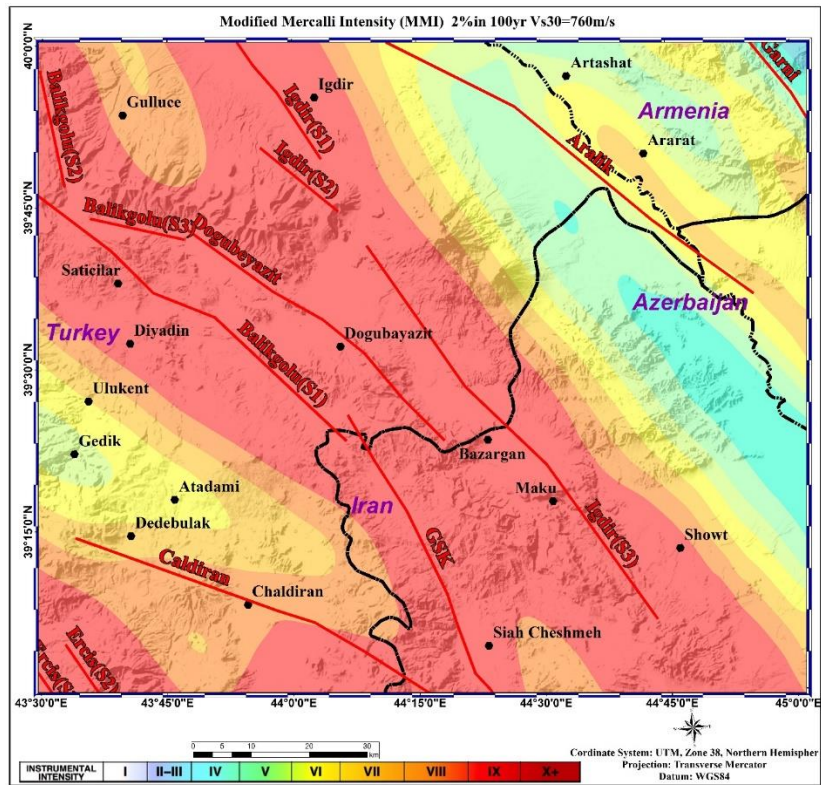 Modified Mercalli Intensity (MMI)  2%in 100yr Vs30=760m/s
40°0'0"N
39°45'0"N
39°30'0"N
39°15'0"N
Garai
Artashat
Igdir
Gulluce
Balikgolu(S2)
Igdir(S1)
Armenia
Ararat
Aralik
Igdir(S2)
Balikgolu(S3)
Dogubeyazit
Saticilar
Azerbaijan
Turkey
Diyadin
Dogubayazit
Balikgolu(S1)
Ulukent
Gedik
Bazargan
Atadami
Iran
Maku
Dedebulak
GSK
Igdir(S3)
Showt
Caldiran
Chaldiran
Siah Cheshmeh
Ercis(S2)
43°30'0"E
43°45'0"E
44°0'0"E
44°15'0"E
44°30'0"E
44°45'0"E
45°0'0"E
0 5 10 20 30
km
INSTRUMENTAL INTENSITY I II–III IV V VI VII VIII IX X+
Cordinate System: UTM, Zone 38, Northern Hemispher
Projection: Transverse Mercator
Datum: WGS84